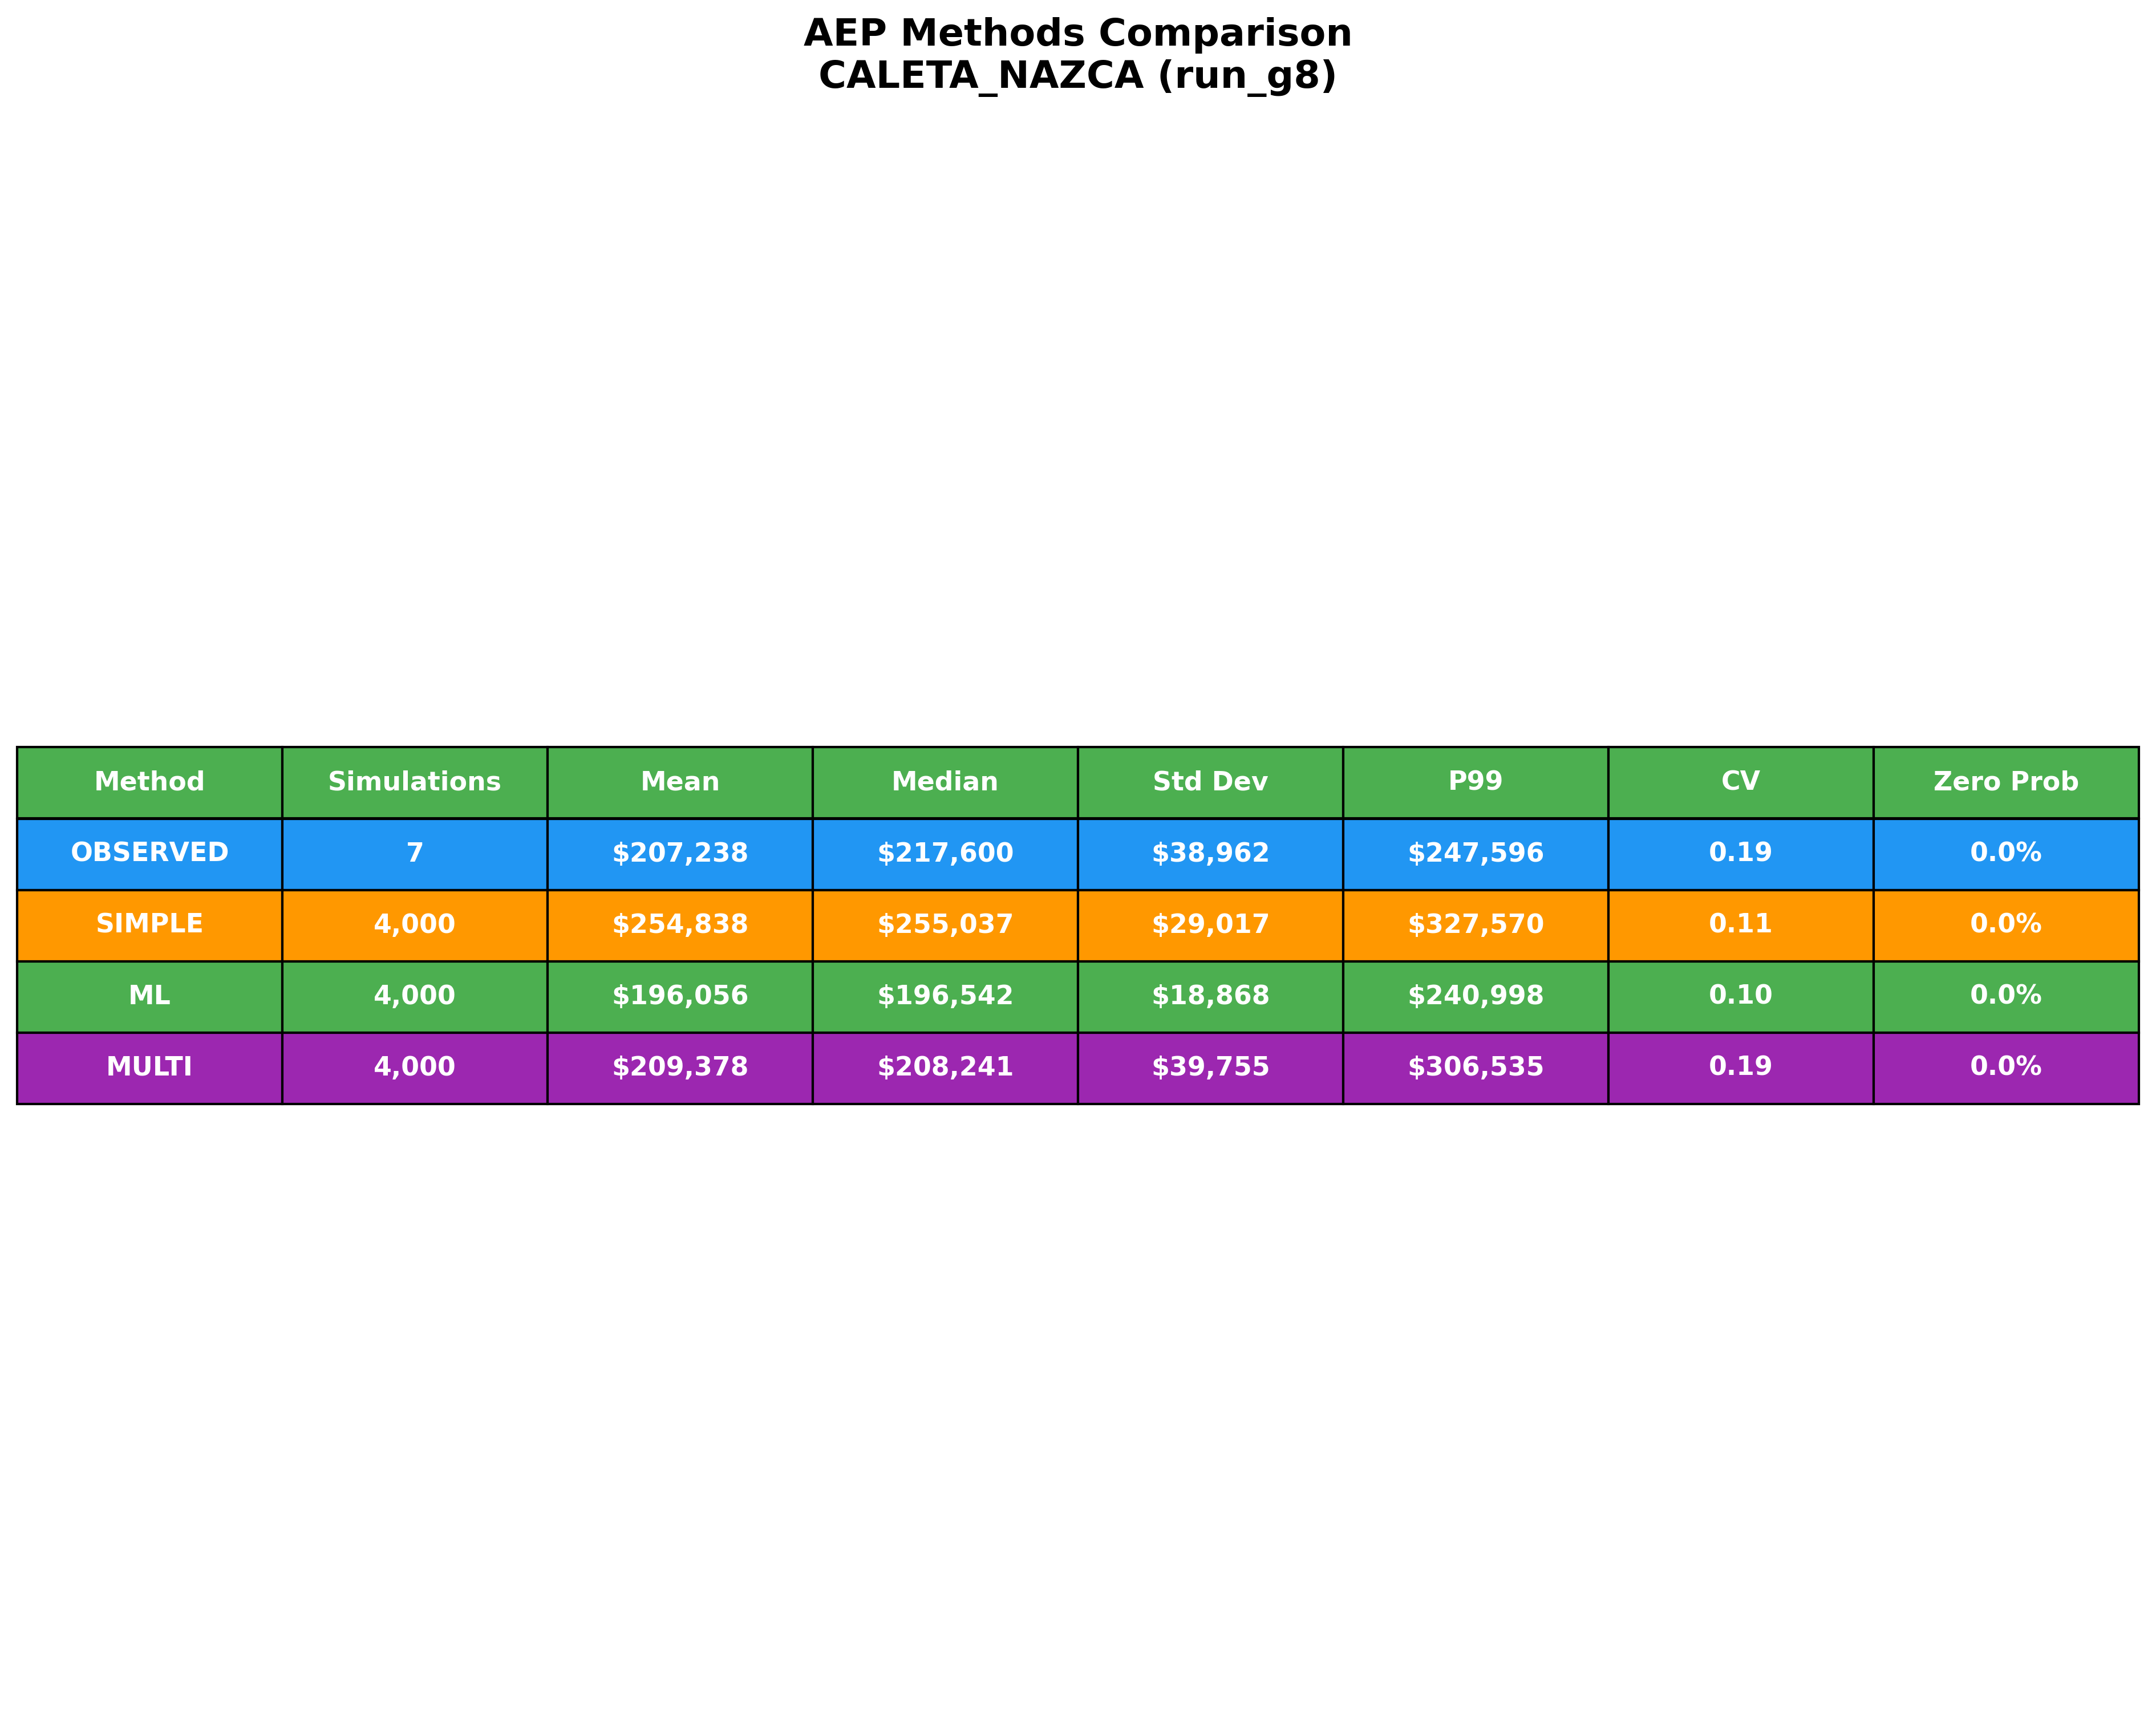 AEP Methods Comparison
CALETA_NAZCA (run_g8)
Method Simulations Mean Median Std Dev P99 CV Zero Prob
OBSERVED 7 $207,238 $217,600 $38,962 $247,596 0.19 0.0%
SIMPLE 4,000 $254,838 $255,037 $29,017 $327,570 0.11 0.0%
ML 4,000 $196,056 $196,542 $18,868 $240,998 0.10 0.0%
MULTI 4,000 $209,378 $208,241 $39,755 $306,535 0.19 0.0%